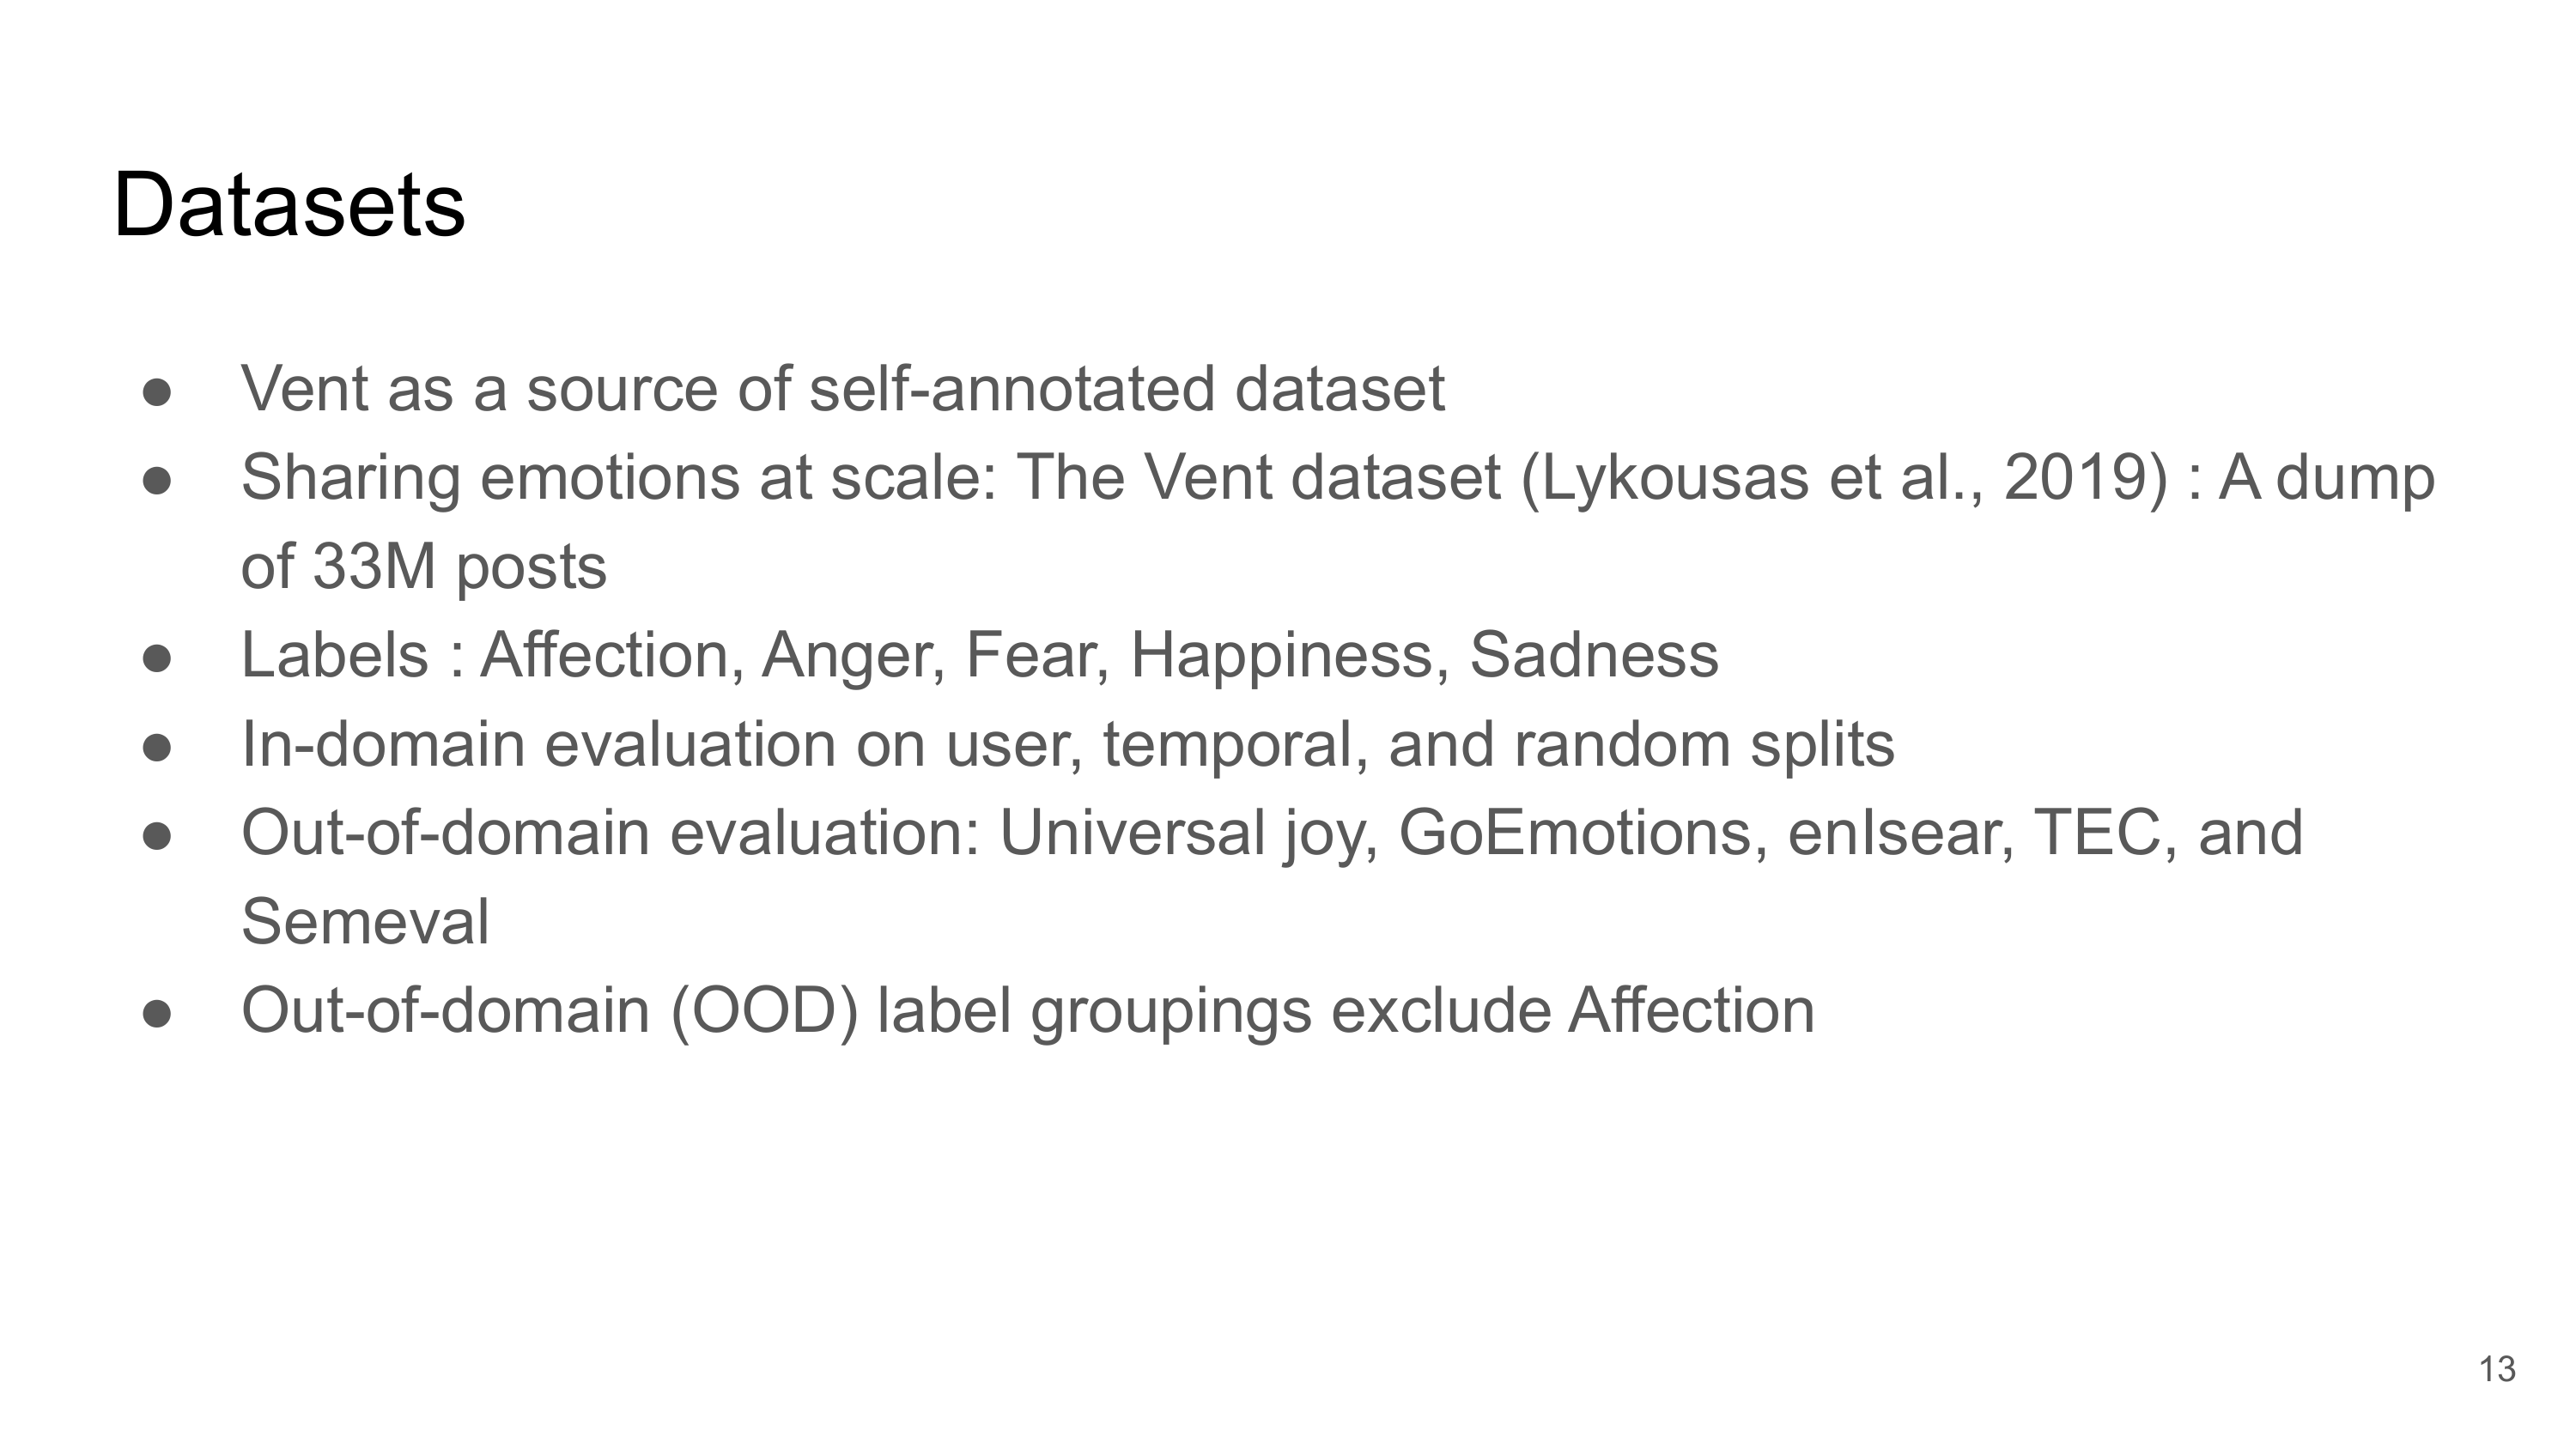 Datasets
● Vent as a source of self-annotated dataset
● Sharing emotions at scale: The Vent dataset (Lykousas et al., 2019) : A dump
of 33M posts
● Labels : Affection, Anger, Fear, Happiness, Sadness
● In-domain evaluation on user, temporal, and random splits
● Out-of-domain evaluation: Universal joy, GoEmotions, enIsear, TEC, and
Semeval
● Out-of-domain (OOD) label groupings exclude Affection
13